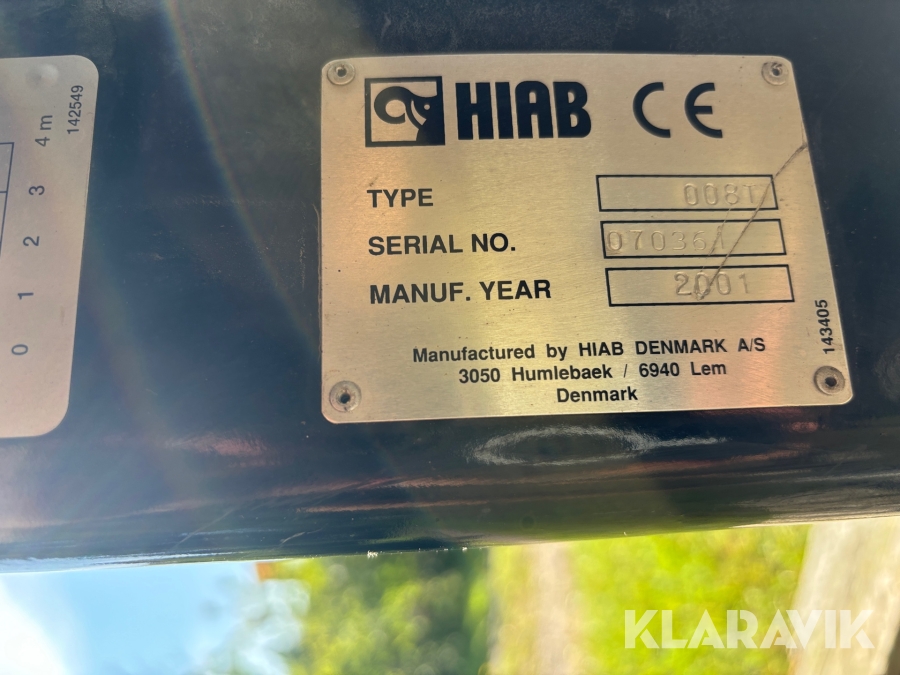 142549
4 m
3
2
1
0
HIAB CE
TYPE 008T
SERIAL NO. 070361
MANUF. YEAR 2001
143405
Manufactured by HIAB DENMARK A/S
3050 Humlebaek / 6940 Lem
Denmark
KLARAVIK